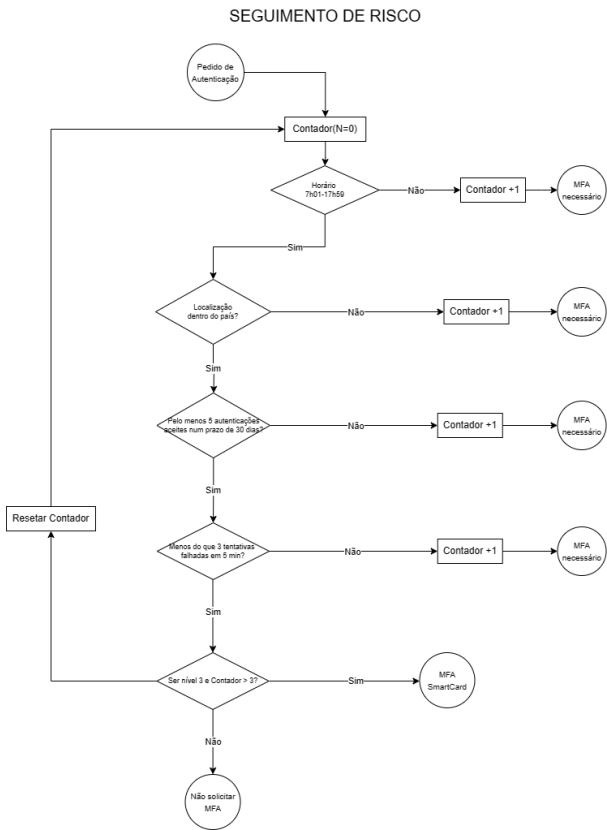 SEGUIMENTO DE RISCO
Pedido de
Autenticação
Contador(N=0)
Horário
7h01-17h59
Não
Contador +1
MFA
necessário
Sim
Localização
dentro do país?
Não
Contador +1
MFA
necessário
Sim
Pelo menos 5 autenticações
aceites num prazo de 30 dias?
Não
Contador +1
MFA
necessário
Sim
Resetar Contador
Menos do que 3 tentativas
falhadas em 5 min?
Não
Contador +1
MFA
necessário
Sim
Ser nível 3 e Contador > 3?
Sim
MFA
SmartCard
Não
Não solicitar
MFA